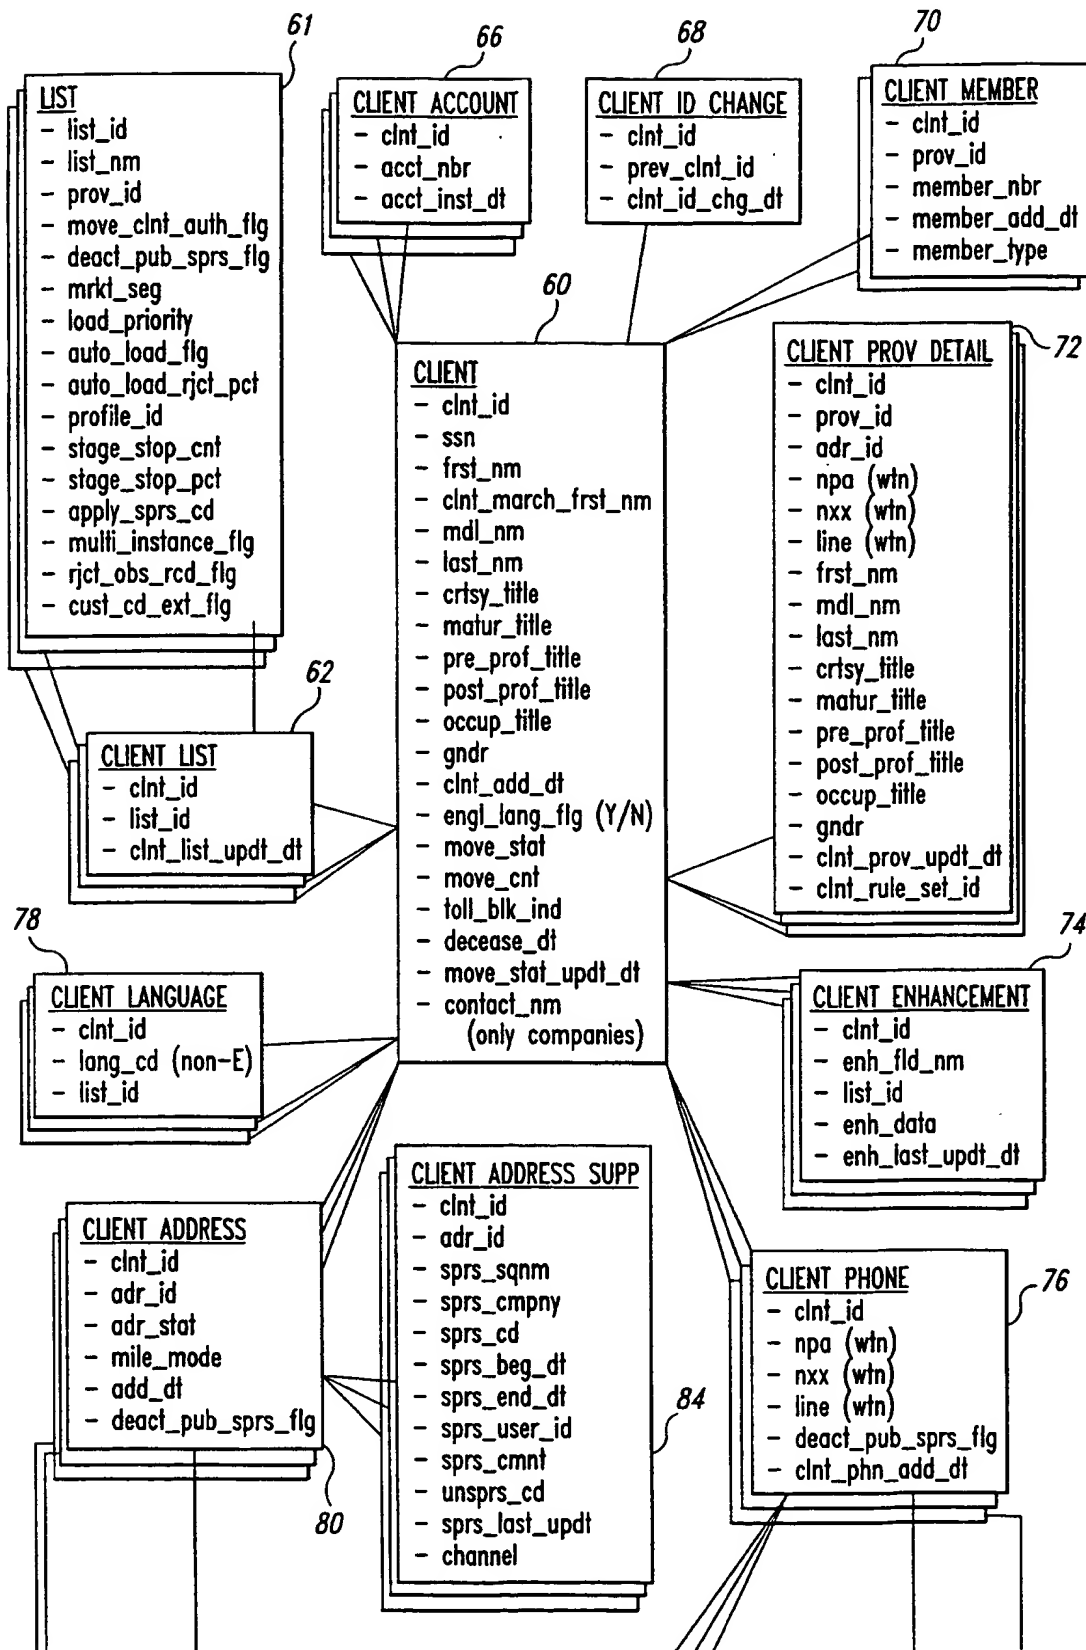 61
LIST
- list_id
- list_nm
- prov_id
- move_clnt_auth_flg
- deact_pub_sprs_flg
- mrkt_seg
- load_priority
- auto_load_flg
- auto_load_rjct_pct
- profile_id
- stage_stop_cnt
- stage_stop_pct
- apply_sprs_cd
- multi_instance_flg
- rjct_obs_rcd_flg
- cust_cd_ext_flg
66
CLIENT ACCOUNT
- clnt_id
- acct_nbr
- acct_inst_dt
68
CLIENT ID CHANGE
- clnt_id
- prev_clnt_id
- clnt_id_chg_dt
70
CLIENT MEMBER
- clnt_id
- prov_id
- member_nbr
- member_add_dt
- member_type
60
CLIENT
- clnt_id
- ssn
- frst_nm
- clnt_march_frst_nm
- mdl_nm
- last_nm
- crtsy_title
- matur_title
- pre_prof_title
- post_prof_title
- occup_title
- gndr
- clnt_add_dt
- engl_lang_flg (Y/N)
- move_stat
- move_cnt
- toll_blk_ind
- decease_dt
- move_stat_updt_dt
- contact_nm
(only companies)
72
CLIENT PROV DETAIL
- clnt_id
- prov_id
- adr_id
- npa (wtn)
- nxx (wtn)
- line (wtn)
- frst_nm
- mdl_nm
- last_nm
- crtsy_title
- matur_title
- pre_prof_title
- post_prof_title
- occup_title
- gndr
- clnt_prov_updt_dt
- clnt_rule_set_id
62
CLIENT LIST
- clnt_id
- list_id
- clnt_list_updt_dt
78
CLIENT LANGUAGE
- clnt_id
- lang_cd (non-E)
- list_id
74
CLIENT ENHANCEMENT
- clnt_id
- enh_fld_nm
- list_id
- enh_data
- enh_last_updt_dt
CLIENT ADDRESS
- clnt_id
- adr_id
- adr_stat
- mile_mode
- add_dt
- deact_pub_sprs_flg
80
CLIENT ADDRESS SUPP
- clnt_id
- adr_id
- sprs_sqnm
- sprs_cmpny
- sprs_cd
- sprs_beg_dt
- sprs_end_dt
- sprs_user_id
- sprs_cmnt
- unsprs_cd
- sprs_last_updt
- channel
84
CLIENT PHONE
- clnt_id
- npa (wtn)
- nxx (wtn)
- line (wtn)
- deact_pub_sprs_flg
- clnt_phn_add_dt
76